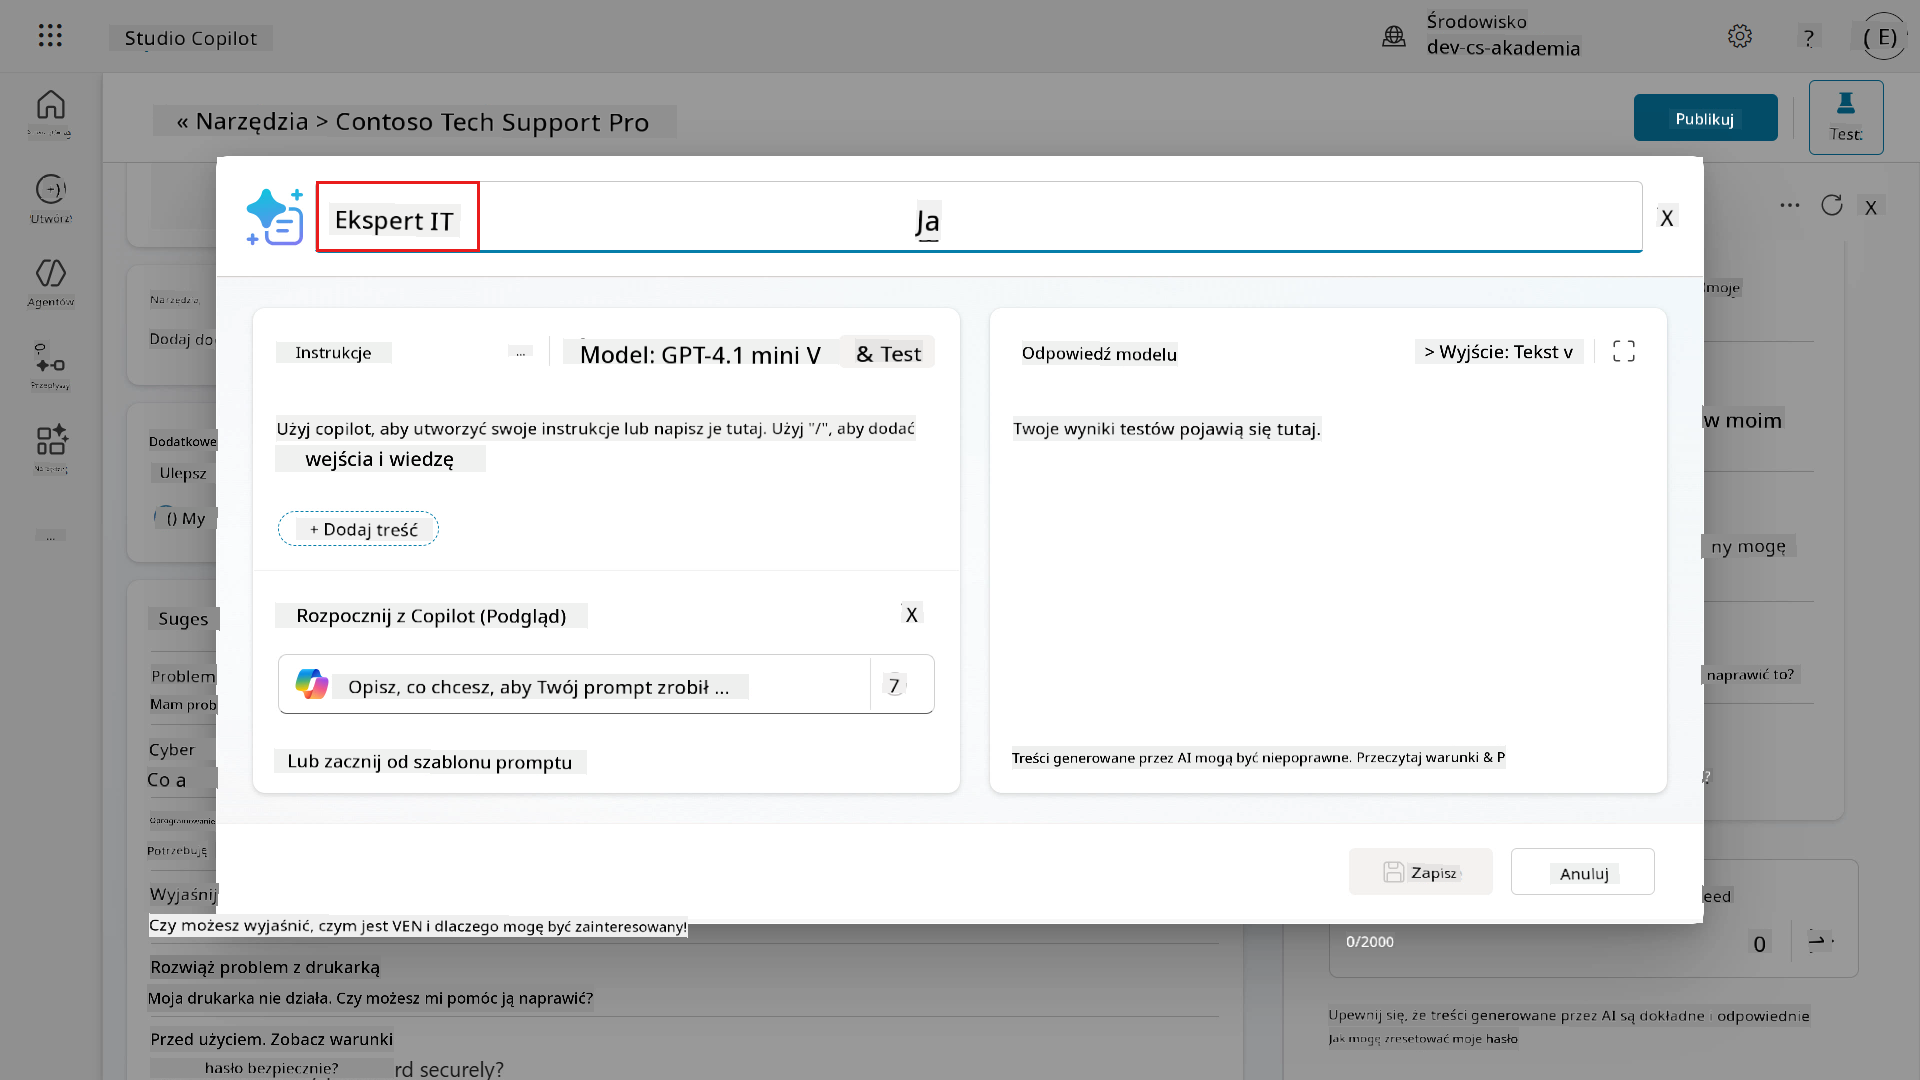 Studio Copilot
Środowisko
dev-cs-akademia
?
( E)
« Narzędzia > Contoso Tech Support Pro
Publikuj
Test:
Utwórz
Agentów
Przepływy
...
Ekspert IT
Ja
X
X
Instrukcje
...
Model: GPT-4.1 mini V
& Test
Odpowiedź modelu
> Wyjście: Tekst v
Użyj copilot, aby utworzyć swoje instrukcje lub napisz je tutaj. Użyj "/", aby dodać
wejścia i wiedzę
Twoje wyniki testów pojawią się tutaj.
+ Dodaj treść
Rozpocznij z Copilot (Podgląd)
X
Opisz, co chcesz, aby Twój prompt zrobił ...
7
Lub zacznij od szablonu promptu
Treści generowane przez AI mogą być niepoprawne. Przeczytaj warunki & P
Zapisz
Anuluj
Narzędzia,
Dodaj do
Dodatkowe
Ulepsz
() My
Suges
Problem
Mam prob
Cyber
Co a
Oprogramowanie
Potrzebuję
Wyjaśnij
Czy możesz wyjaśnić, czym jest VEN i dlaczego mogę być zainteresowany!
Rozwiąż problem z drukarką
Moja drukarka nie działa. Czy możesz mi pomóc ją naprawić?
Przed użyciem. Zobacz warunki
hasło bezpiecznie?
rd securely?
moje
w moim
ny mogę
naprawić to?
eed
0/2000
0
Upewnij się, że treści generowane przez AI są dokładne i odpowiednie
Jak mogę zresetować moje hasło